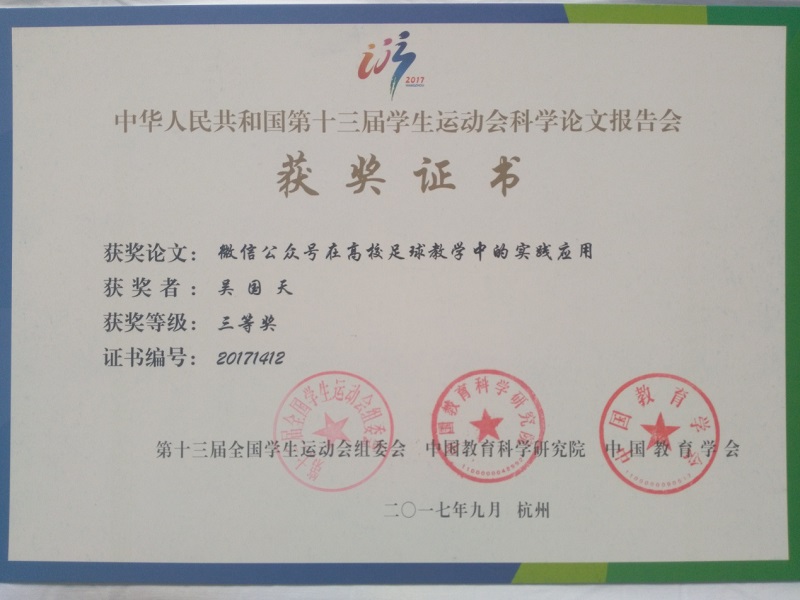 2017
中华人民共和国第十三届学生运动会科学论文报告会
获奖证书
获奖论文：微信公众号在高校足球教学中的实践应用
获奖者：吴国天
获奖等级：三等奖
证书编号：20171412
第十三届全国学生运动会组委会 中国教育科学研究院 中国教育学会
二〇一七年九月 杭州